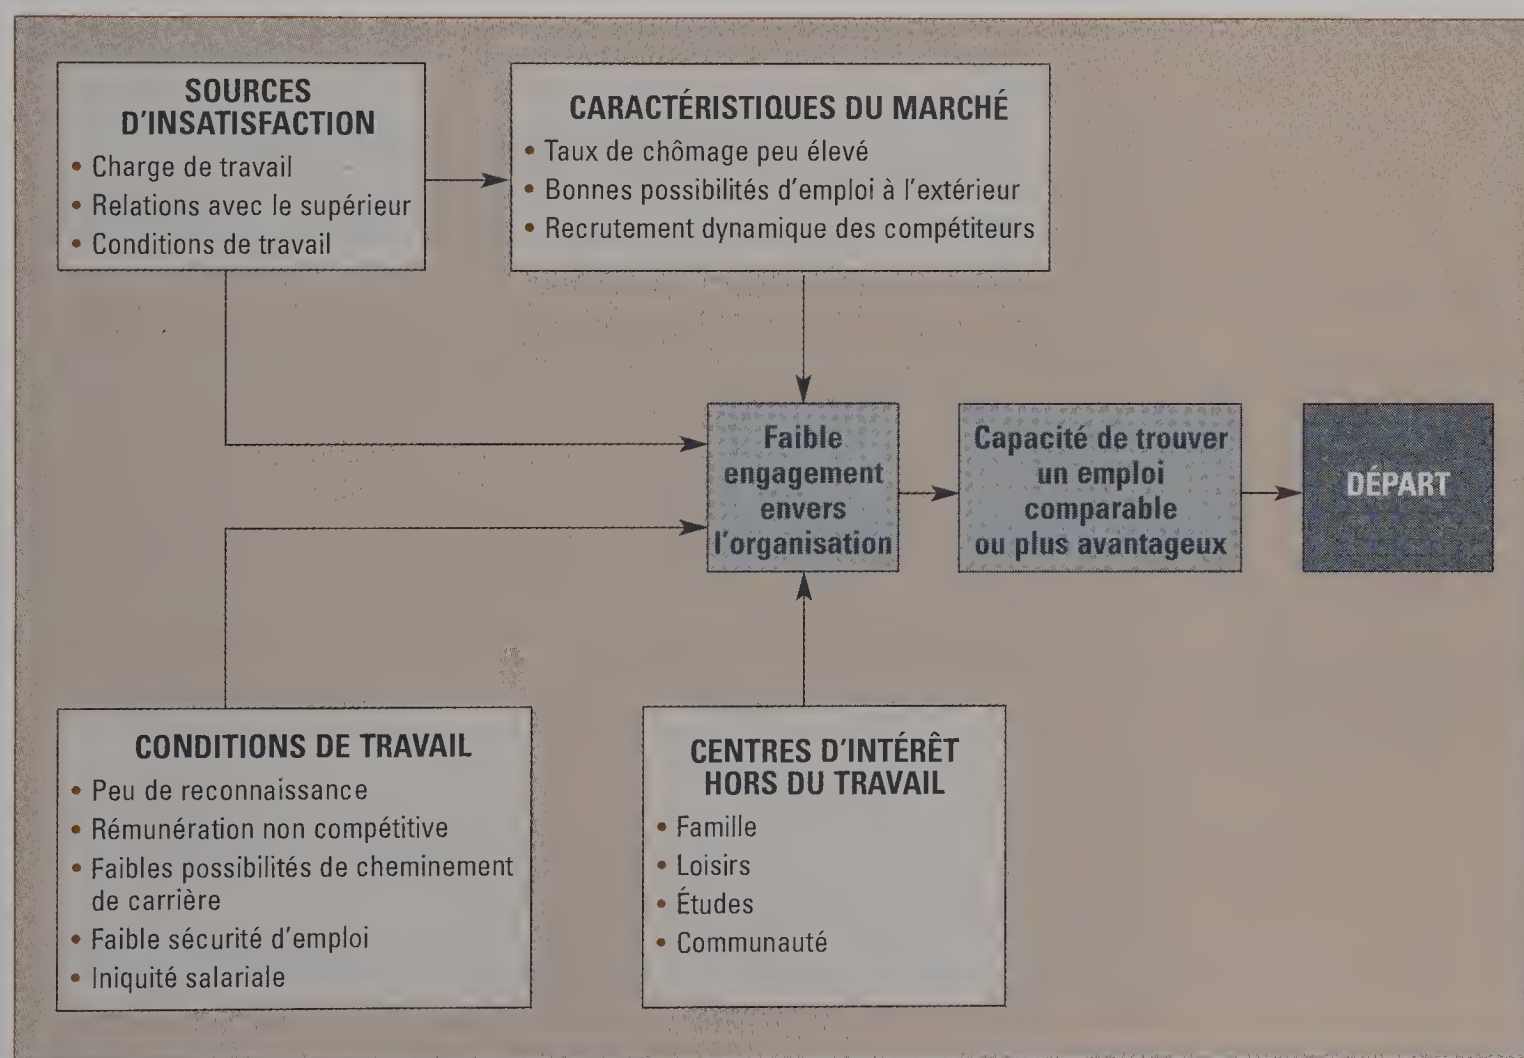 SOURCES
D'INSATISFACTION
• Charge de travail
• Relations avec le supérieur
• Conditions de travail
CARACTÉRISTIQUES DU MARCHÉ
• Taux de chômage peu élevé
• Bonnes possibilités d'emploi à l'extérieur
• Recrutement dynamique des compétiteurs
Faible
engagement
envers
l'organisation
Capacité de trouver
un emploi
comparable
ou plus avantageux
DÉPART
CONDITIONS DE TRAVAIL
• Peu de reconnaissance
• Rémunération non compétitive
• Faibles possibilités de cheminement
de carrière
• Faible sécurité d'emploi
• Iniquité salariale
CENTRES D'INTÉRÊT
HORS DU TRAVAIL
• Famille
• Loisirs
• Études
• Communauté